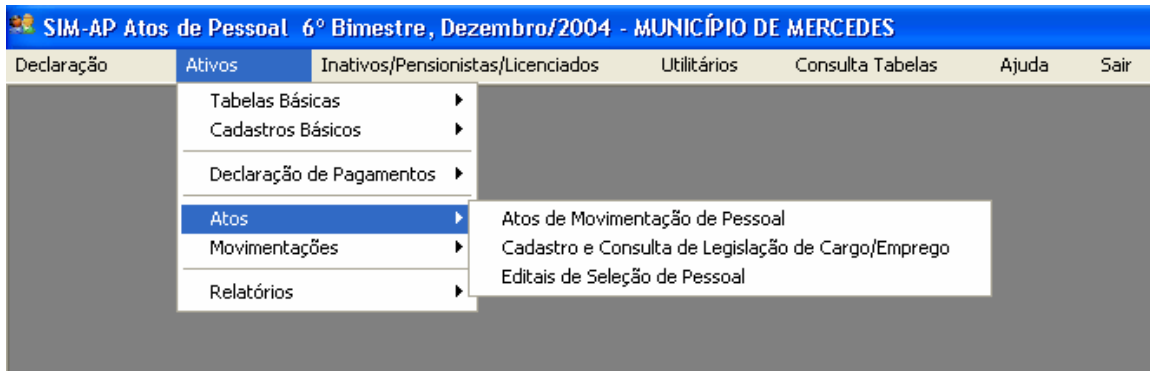 SIM-AP Atos de Pessoal 6º Bimestre, Dezembro/2004 - MUNICÍPIO DE MERCEDES
Declaração Ativos Inativos/Pensionistas/Licenciados Utilitários Consulta Tabelas Ajuda Sair
Tabelas Básicas
Cadastros Básicos
Declaração de Pagamentos
Atos
Movimentações
Relatórios
Atos de Movimentação de Pessoal
Cadastro e Consulta de Legislação de Cargo/Emprego
Editais de Seleção de Pessoal